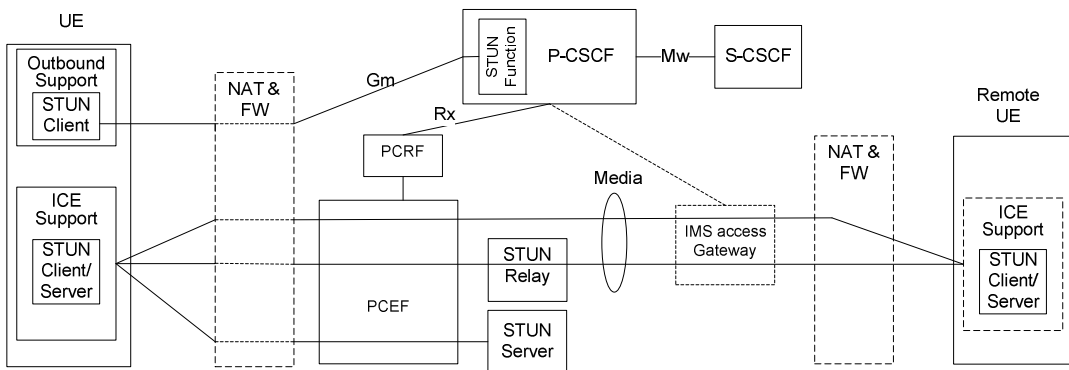 UE
Outbound
Support
STUN
Client
NAT &
FW
Gm
STUN
Function
P-CSCF
Mw
S-CSCF
Rx
PCRF
Remote
UE
NAT &
FW
Media
ICE
Support
STUN
Client/
Server
PCEF
STUN
Relay
STUN
Server
IMS access
Gateway
ICE
Support
STUN
Client/
Server